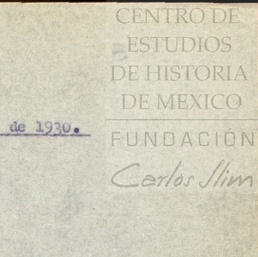 CENTRO DE
ESTUDIOS
DE HISTORIA
DE MEXICO
FUNDACIÓN
Carlos Slim
de 1930.